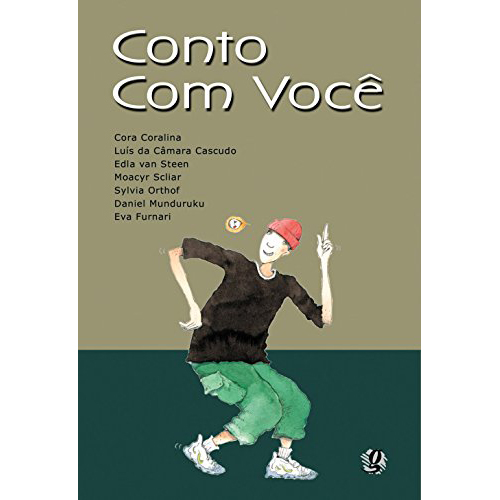 Conto
Com Você
Cora Coralina
Luís da Câmara Cascudo
Edla van Steen
Moacyr Scliar
Sylvia Orthof
Daniel Munduruku
Eva Furnari
g